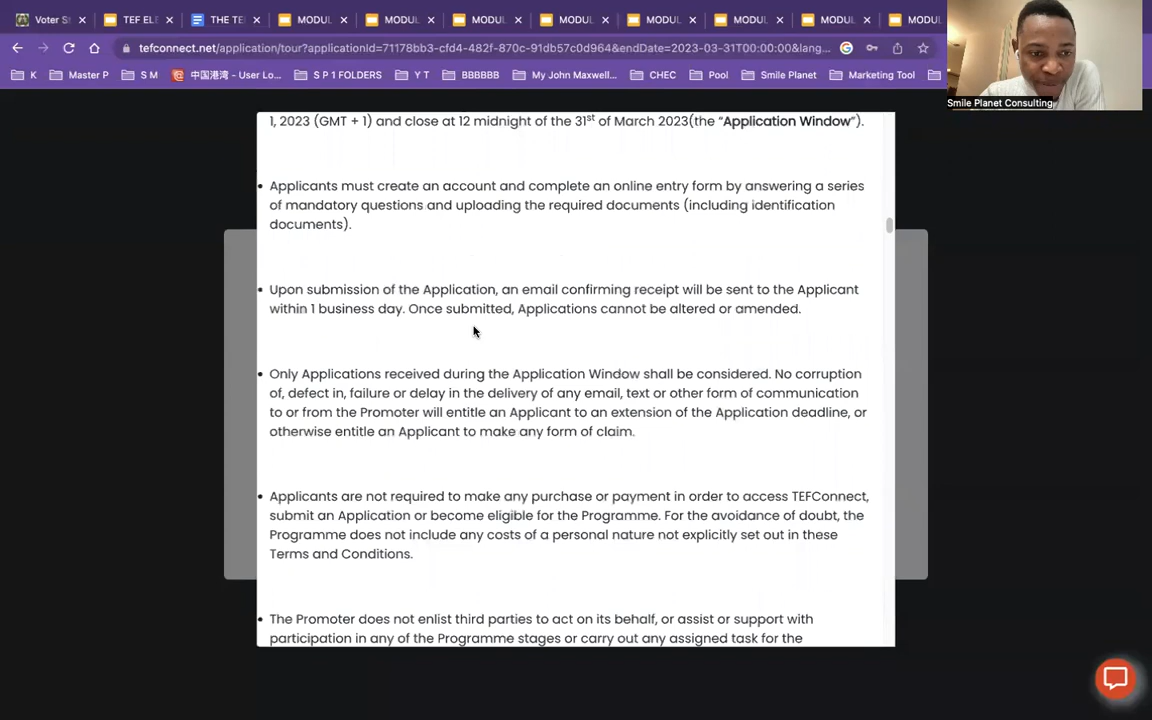 Voter St
TEF ELE
THE TE
MODUL
MODUL
MODUL
MODUL
MODUL
MODUL
MODUL
MODUL
tefconnect.net/application/tour?applicationId=71178bb3-cfd4-482f-870c-91db57c0d964&endDate=2023-03-31T00:00:00&lang...
K
Master P
S M
中国港湾 - User Lo...
S P 1 FOLDERS
Y T
BBBBBB
My John Maxwel...
CHEC
Pool
Smile Planet
Marketing Tool
Smile Planet Consulting
1, 2023 (GMT + 1) and close at 12 midnight of the 31st of March 2023(the “Application Window”).
• Applicants must create an account and complete an online entry form by answering a series
of mandatory questions and uploading the required documents (including identification
documents).
• Upon submission of the Application, an email confirming receipt will be sent to the Applicant
within 1 business day. Once submitted, Applications cannot be altered or amended.
• Only Applications received during the Application Window shall be considered. No corruption
of, defect in, failure or delay in the delivery of any email, text or other form of communication
to or from the Promoter will entitle an Applicant to an extension of the Application deadline, or
otherwise entitle an Applicant to make any form of claim.
• Applicants are not required to make any purchase or payment in order to access TEFConnect,
submit an Application or become eligible for the Programme. For the avoidance of doubt, the
Programme does not include any costs of a personal nature not explicitly set out in these
Terms and Conditions.
• The Promoter does not enlist third parties to act on its behalf, or assist or support with
participation in any of the Programme stages or carry out any assigned task for the